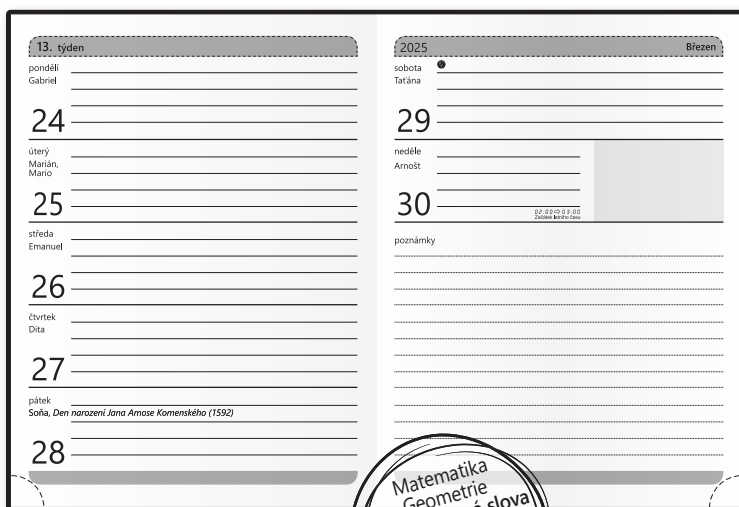 13. týden
pondělí
Gabriel
24
úterý
Marián,
Mario
25
středa
Emanuel
26
čtvrtek
Dita
27
pátek
Soňa, Den narození Jana Amose Komenského (1592)
28
2025 Březen
sobota
Taťána
29
neděle
Arnošt
30
02:00⇨03:00
Začátek letního času
poznámky
Matematika
Geometrie
slova